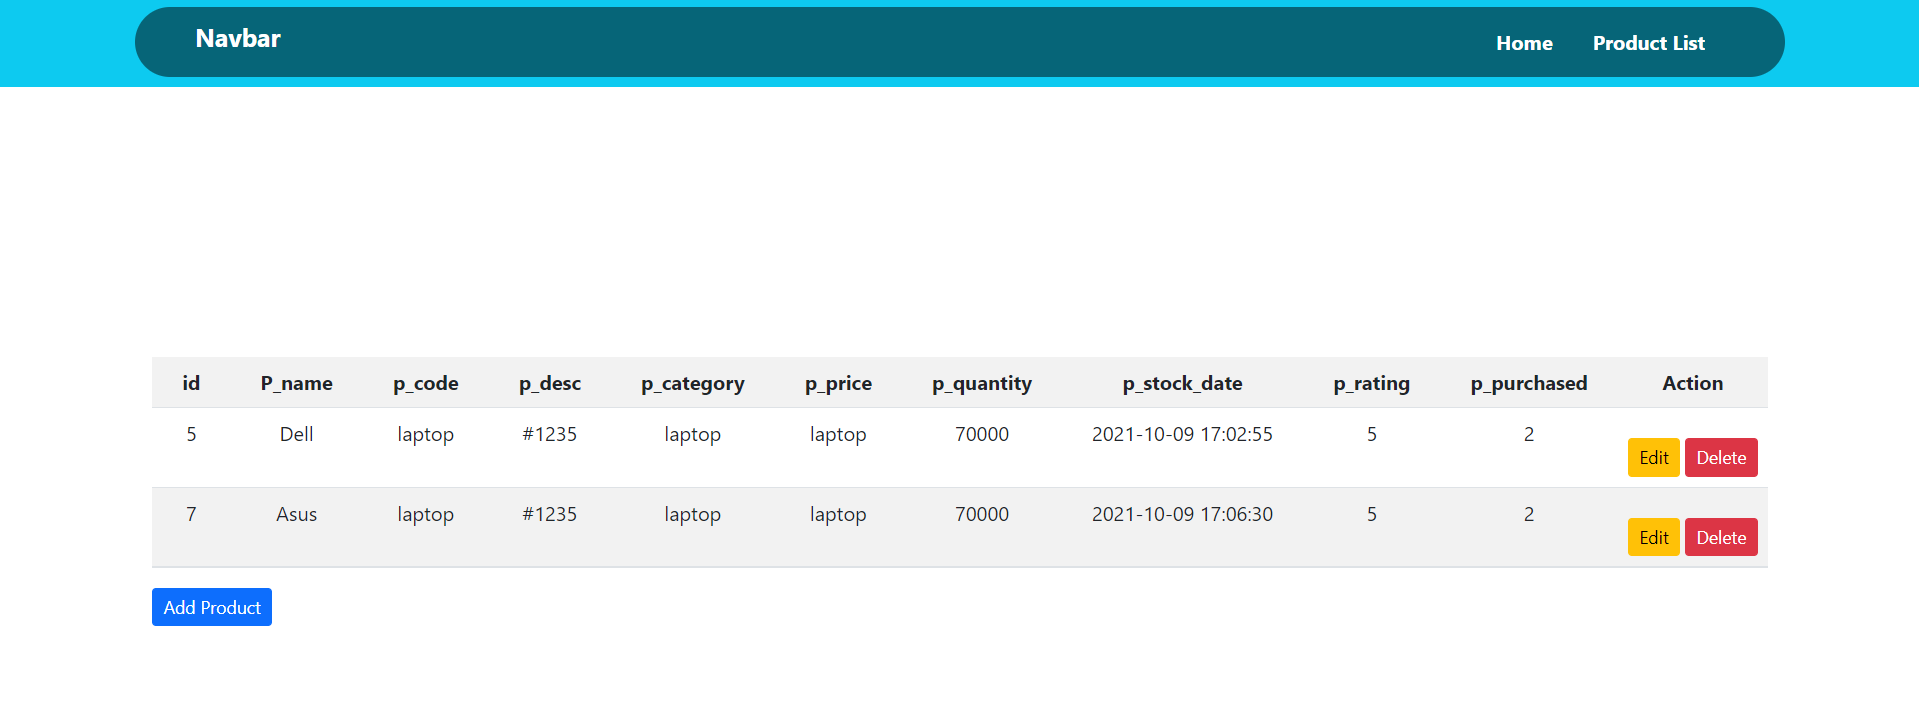 Navbar Home Product List
id P_name p_code p_desc p_category p_price p_quantity p_stock_date p_rating p_purchased Action
5 Dell laptop #1235 laptop laptop 70000 2021-10-09 17:02:55 5 2 Edit Delete
7 Asus laptop #1235 laptop laptop 70000 2021-10-09 17:06:30 5 2 Edit Delete
Add Product